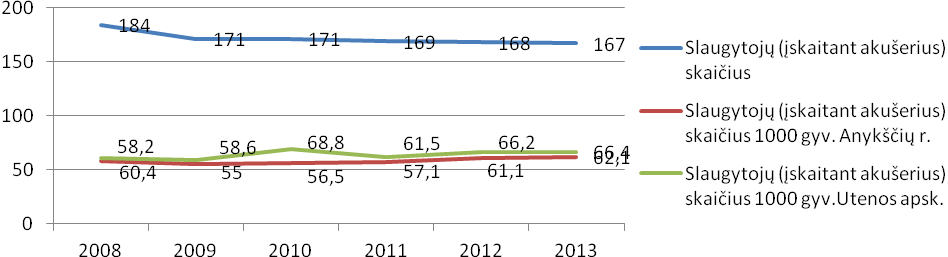 200
150
100
50
0
184 171 171 169 168 167
58,2 58,6 68,8 61,5 66,2 66,4
60,4 55 56,5 57,1 61,1 62,1
2008 2009 2010 2011 2012 2013
Slaugytojų (įskaitant akušerius)
skaičius
Slaugytojų (įskaitant akušerius)
skaičius 1000 gyv. Anykščių r.
Slaugytojų (įskaitant akušerius)
skaičius 1000 gyv.Utenos apsk.